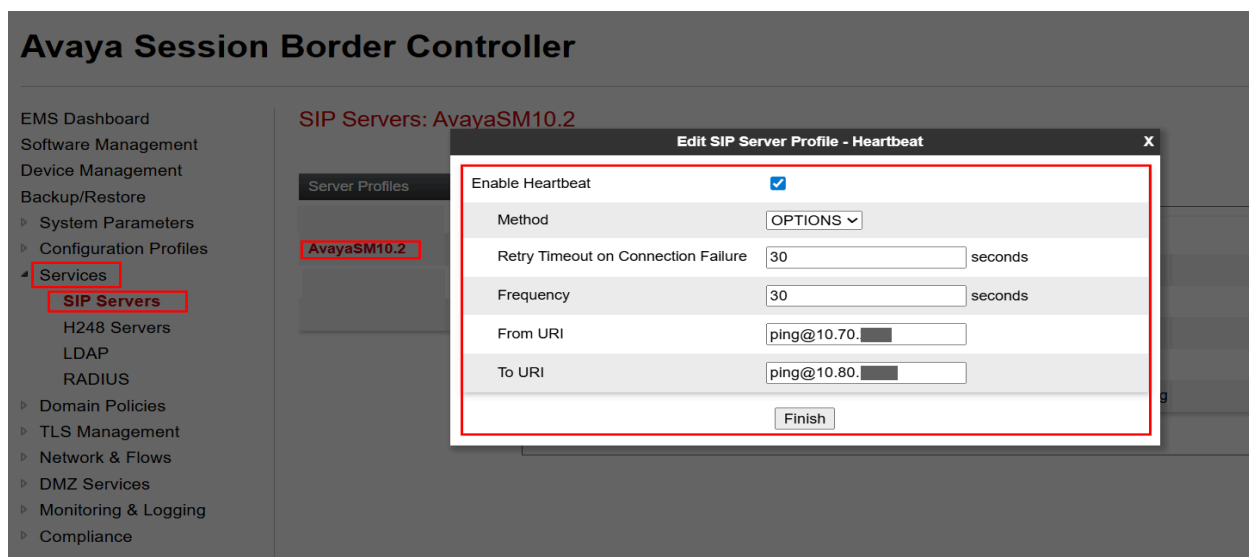 Avaya Session Border Controller
EMS Dashboard
Software Management
Device Management
Backup/Restore
System Parameters
Configuration Profiles
Services
SIP Servers
H248 Servers
LDAP
RADIUS
Domain Policies
TLS Management
Network & Flows
DMZ Services
Monitoring & Logging
Compliance
SIP Servers: AvayaSM10.2
Server Profiles
AvayaSM10.2
Edit SIP Server Profile - Heartbeat X
Enable Heartbeat
Method OPTIONS
Retry Timeout on Connection Failure 30 seconds
Frequency 30 seconds
From URI ping@10.70.
To URI ping@10.80.
Finish
g